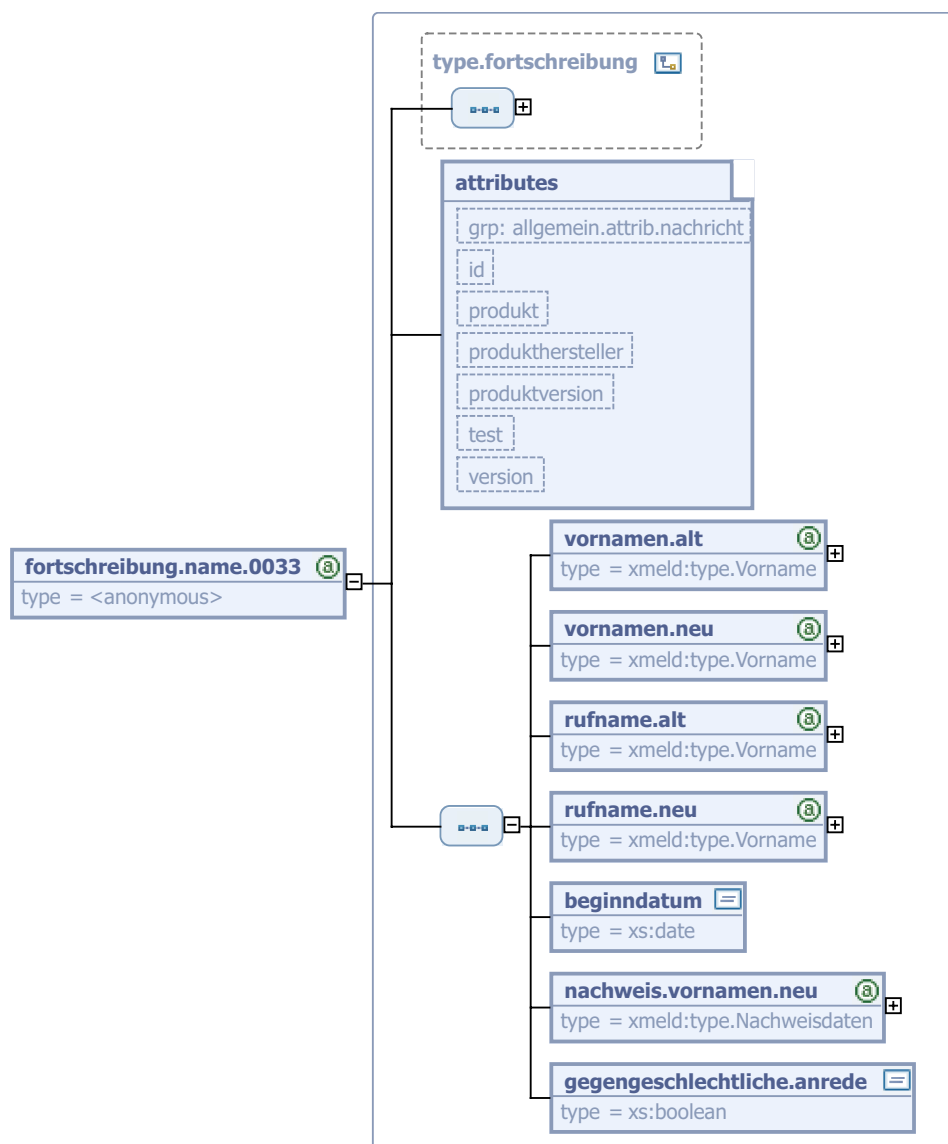 type.fortschreibung
attributes
grp: allgemein.attrib.nachricht
id
produkt
produkthersteller
produktversion
test
version
fortschreibung.name.0033
type = <anonymous>
vornamen.alt
type = xmeld:type.Vorname
vornamen.neu
type = xmeld:type.Vorname
rufname.alt
type = xmeld:type.Vorname
rufname.neu
type = xmeld:type.Vorname
beginndatum
type = xs:date
nachweis.vornamen.neu
type = xmeld:type.Nachweisdaten
gegengeschlechtliche.anrede
type = xs:boolean